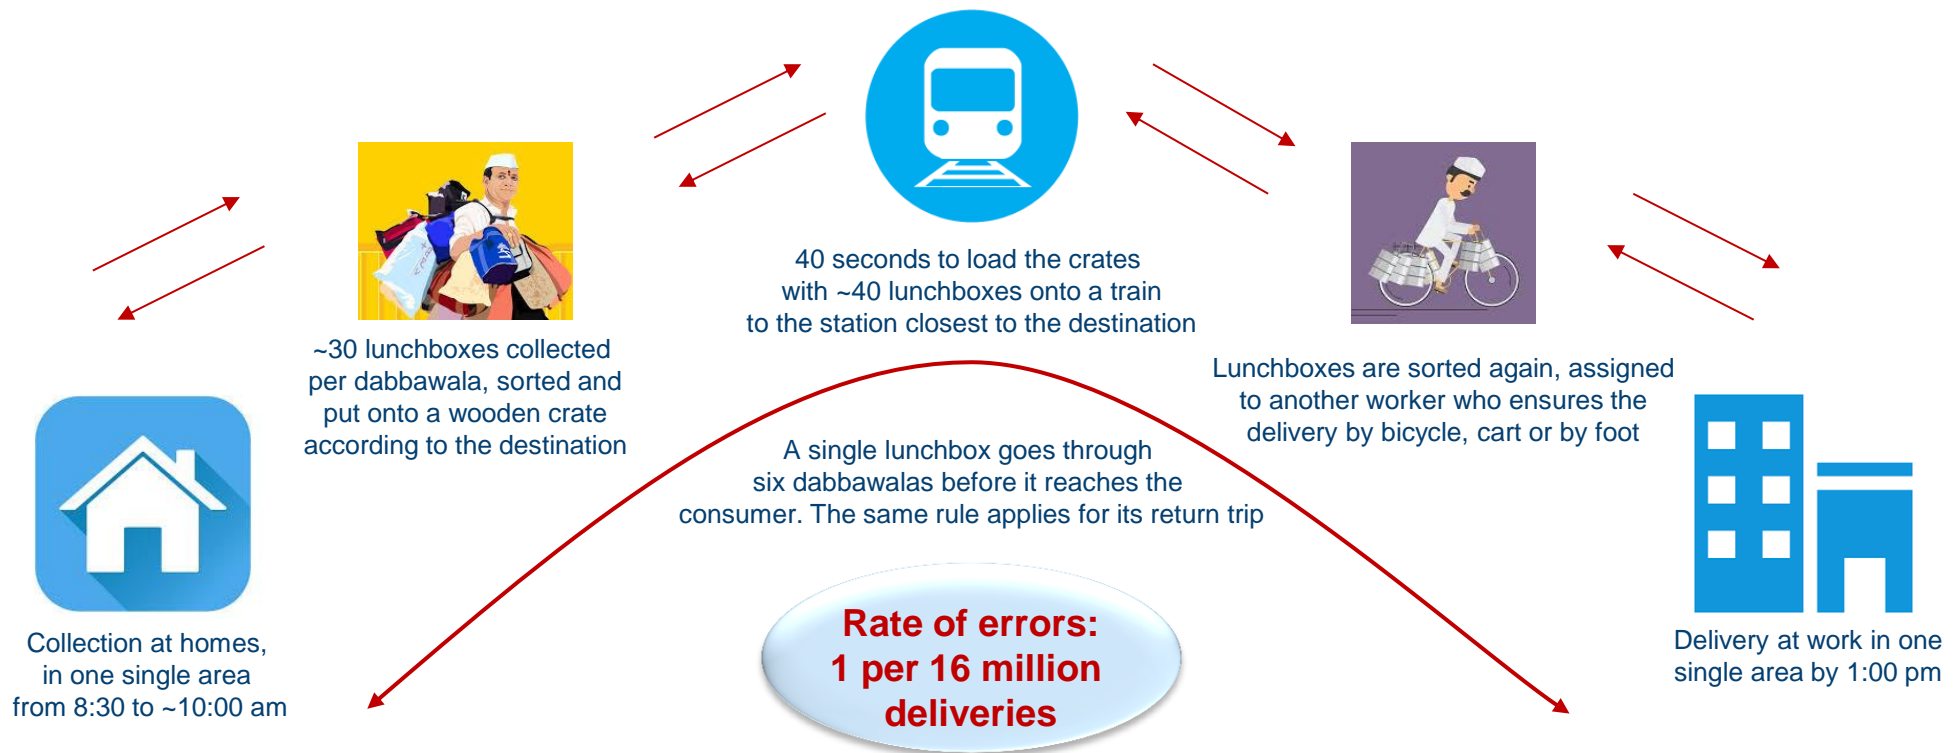 40 seconds to load the crates
with ~40 lunchboxes onto a train
to the station closest to the destination
~30 lunchboxes collected
per dabbawala, sorted and
put onto a wooden crate
according to the destination
Lunchboxes are sorted again, assigned
to another worker who ensures the
delivery by bicycle, cart or by foot
A single lunchbox goes through
six dabbawalas before it reaches the
consumer. The same rule applies for its return trip
Collection at homes,
in one single area
from 8:30 to ~10:00 am
Rate of errors:
1 per 16 million
deliveries
Delivery at work in one
single area by 1:00 pm